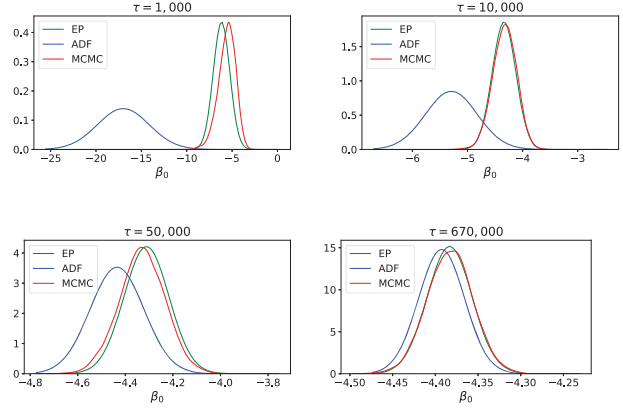 τ = 1, 000
EP
ADF
MCMC
0.4
0.3
0.2
0.1
0.0
−25 −20 −15 −10 −5 0
β₀
τ = 10, 000
EP
ADF
MCMC
1.5
1.0
0.5
0.0
−6 −5 −4 −3
β₀
τ = 50, 000
EP
ADF
MCMC
4
3
2
1
0
−4.8 −4.6 −4.4 −4.2 −4.0 −3.8
β₀
τ = 670, 000
EP
ADF
MCMC
15
10
5
0
−4.50 −4.45 −4.40 −4.35 −4.30 −4.25
β₀